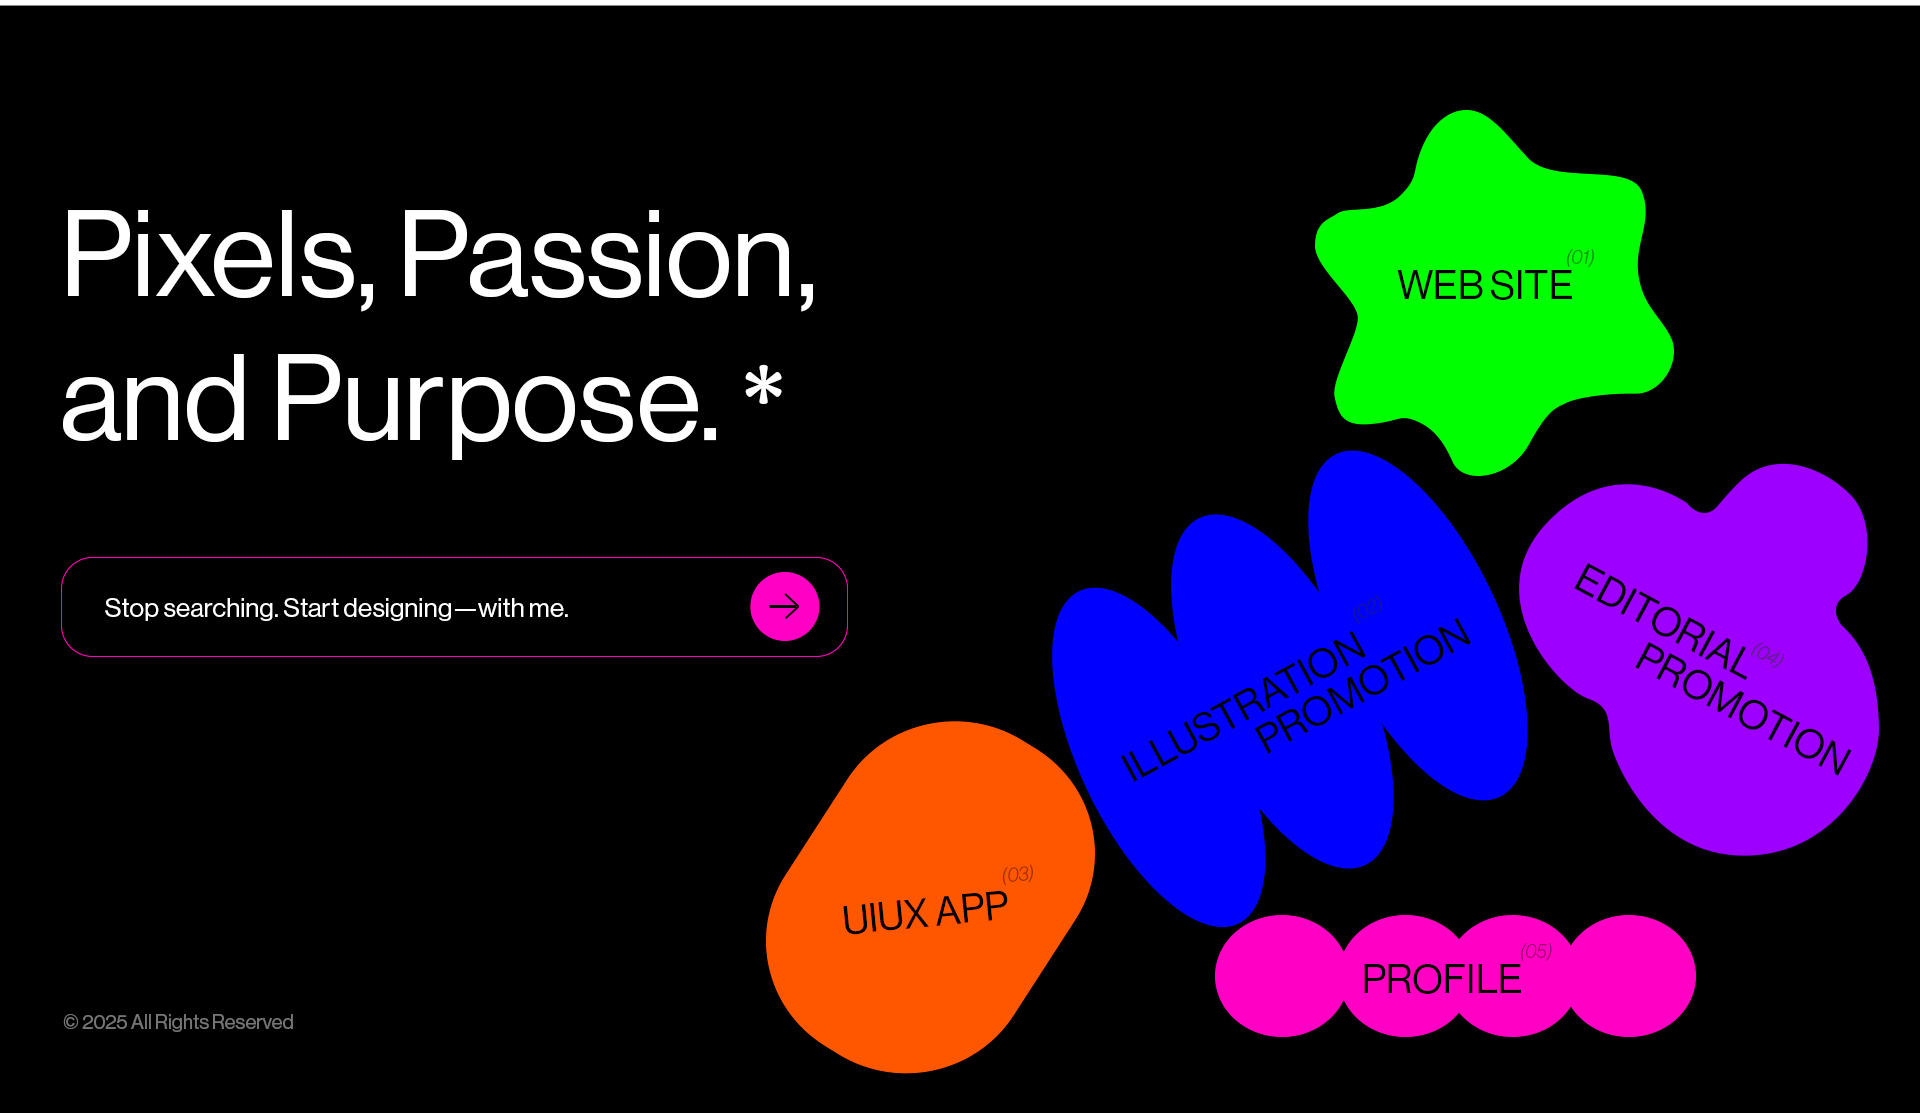 Pixels, Passion,
and Purpose. *
Stop searching. Start designing—with me.
WEB SITE
(01)
ILLUSTRATION
(02)
PROMOTION
UIUX APP
(03)
EDITORIAL
(04)
PROMOTION
PROFILE
(05)
© 2025 All Rights Reserved